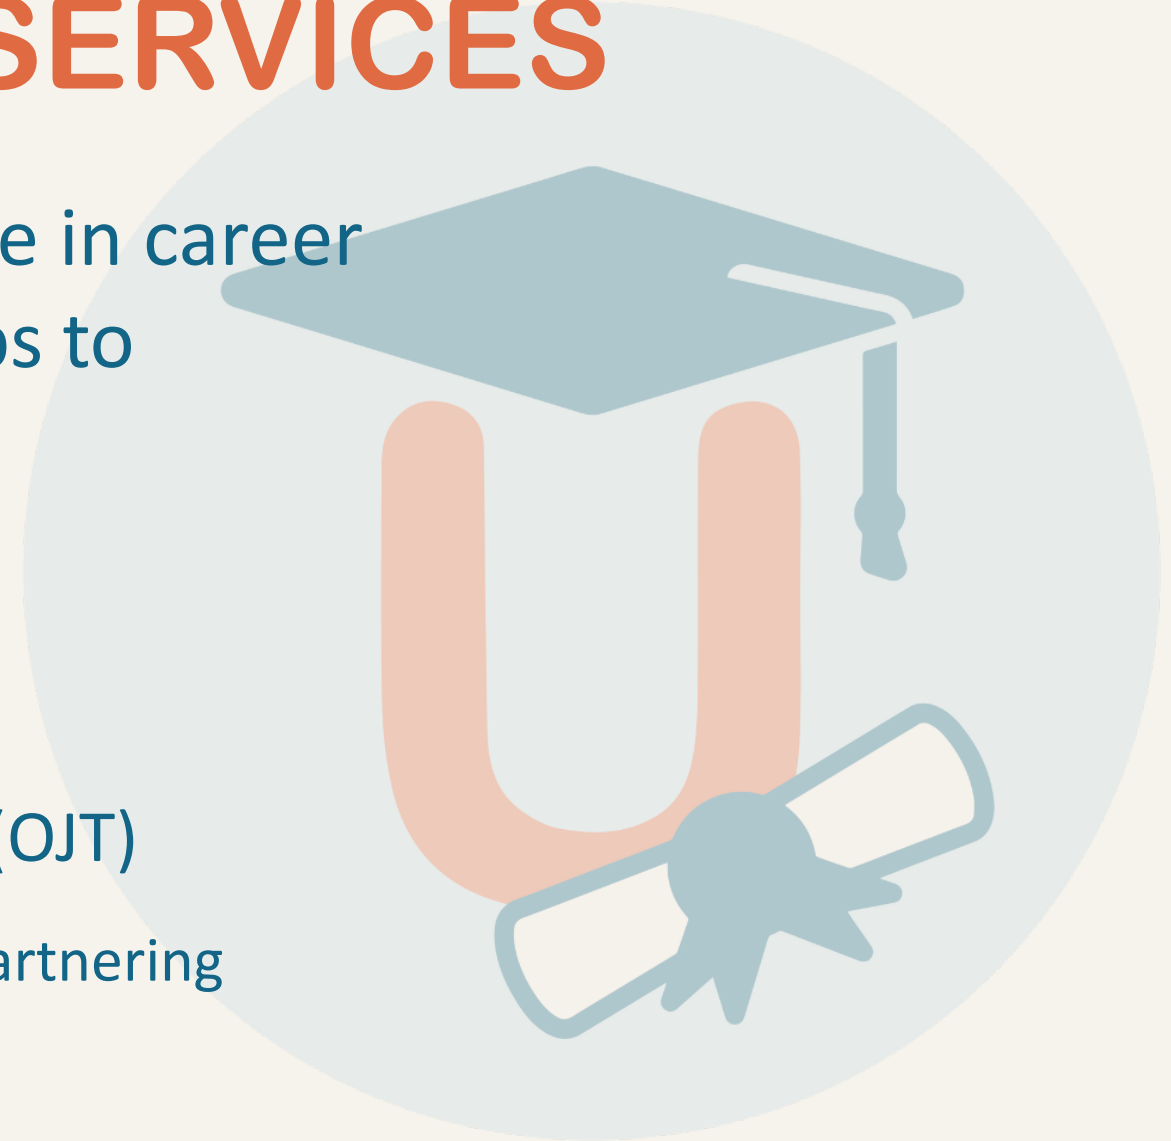 SERVICES
e in career
os to
(OJT)
artnering
U